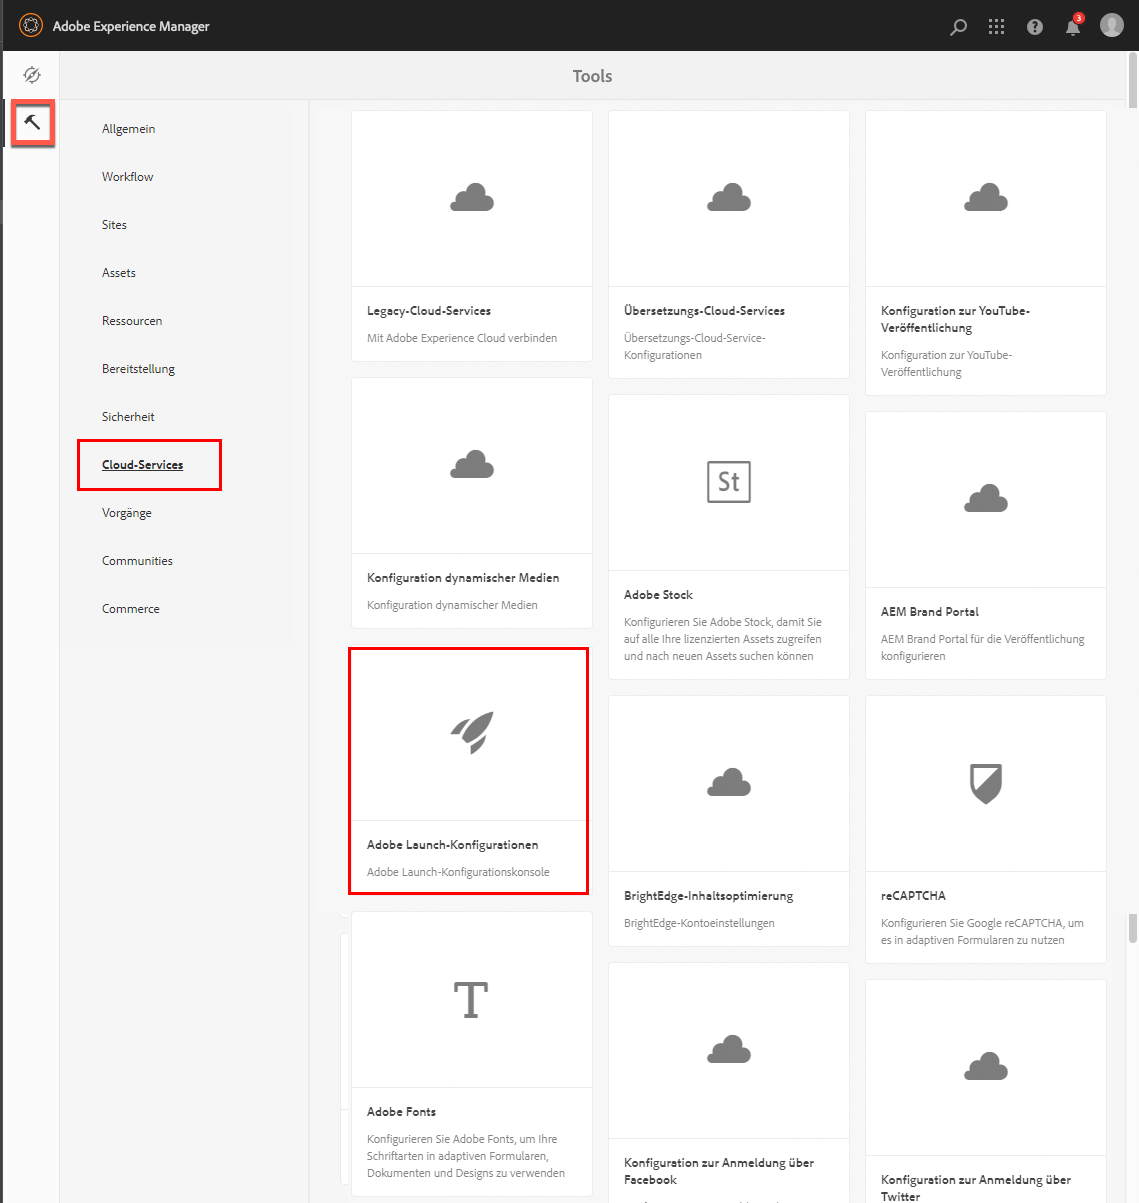 Adobe Experience Manager
3
Tools
Allgemein
Workflow
Sites
Assets
Ressourcen
Bereitstellung
Sicherheit
Cloud-Services
Vorgänge
Communities
Commerce
Legacy-Cloud-Services
Mit Adobe Experience Cloud verbinden
Konfiguration dynamischer Medien
Konfiguration dynamischer Medien
Adobe Launch-Konfigurationen
Adobe Launch-Konfigurationskonsole
T
Adobe Fonts
Konfigurieren Sie Adobe Fonts, um Ihre
Schriftarten in adaptiven Formularen,
Dokumenten und Designs zu verwenden
Übersetzungs-Cloud-Services
Übersetzungs-Cloud-Service-
Konfigurationen
St
Adobe Stock
Konfigurieren Sie Adobe Stock, damit Sie
auf alle Ihre lizenzierten Assets zugreifen
und nach neuen Assets suchen können
BrightEdge-Inhaltsoptimierung
BrightEdge-Kontoeinstellungen
Konfiguration zur Anmeldung über
Facebook
Konfiguration zur YouTube-
Veröffentlichung
Konfiguration zur YouTube-
Veröffentlichung
AEM Brand Portal
AEM Brand Portal für die Veröffentlichung
konfigurieren
reCAPTCHA
Konfigurieren Sie Google reCAPTCHA, um
es in adaptiven Formularen zu nutzen
Konfiguration zur Anmeldung über
Twitter